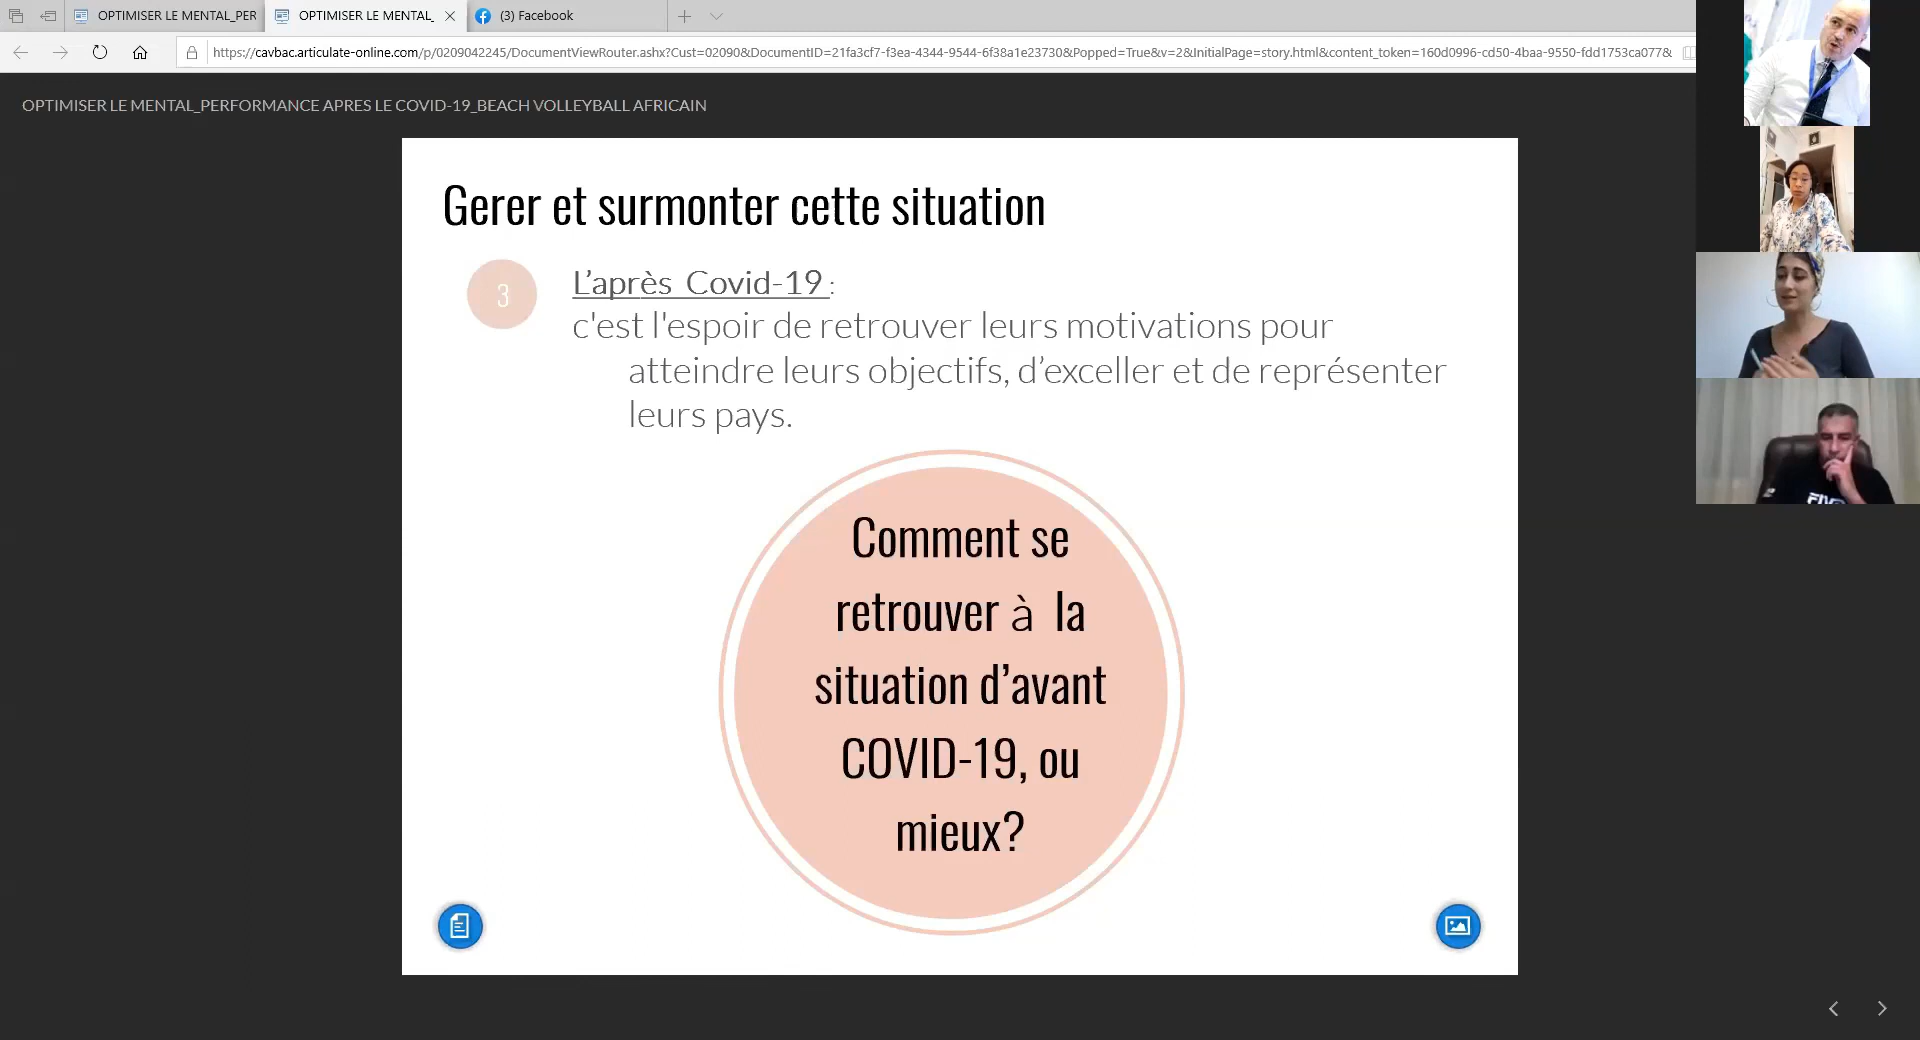 OPTIMISER LE MENTAL_PER
OPTIMISER LE MENTAL_
(3) Facebook
https://cavbac.articulate-online.com/p/0209042245/DocumentViewRouter.ashx?Cust=02090&DocumentID=21fa3cf7-f3ea-4344-9544-6f38a1e23730&Popped=True&v=2&InitialPage=story.html&content_token=160d0996-cd50-4baa-9550-fdd1753ca077&
OPTIMISER LE MENTAL_PERFORMANCE APRES LE COVID-19_BEACH VOLLEYBALL AFRICAIN
Gerer et surmonter cette situation
3
L’après Covid-19 :
c'est l'espoir de retrouver leurs motivations pour
atteindre leurs objectifs, d’exceller et de représenter
leurs pays.
Comment se
retrouver à la
situation d’avant
COVID-19, ou
mieux?